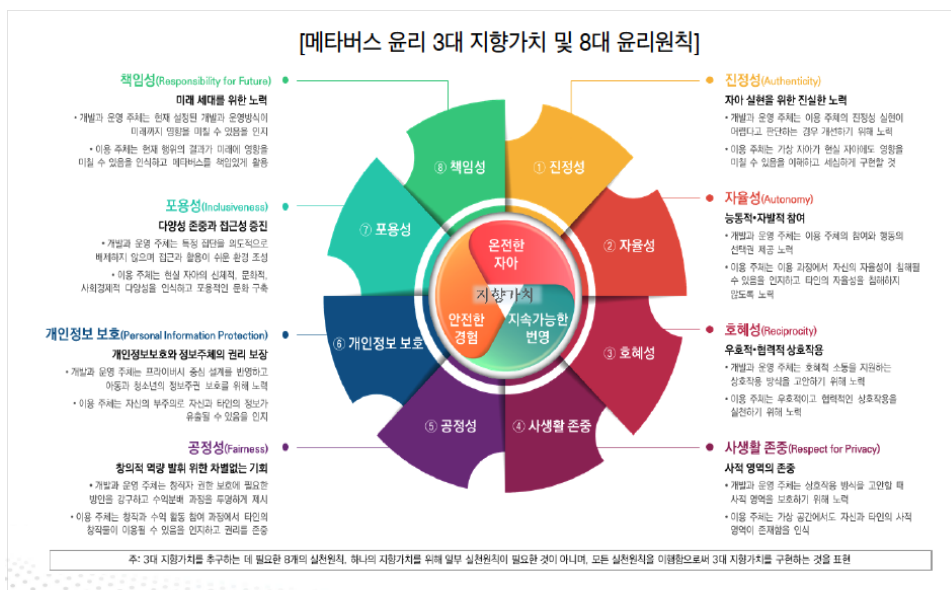 [메타버스 윤리 3대 지향가치 및 8대 윤리원칙]
책임성(Responsibility for Future)
미래 세대를 위한 노력
• 개발과 운영 주체는 현재 설정된 개발과 운영방식이
미래까지 영향을 미칠 수 있음을 인지
• 이용 주체는 현재 행위의 결과가 미래에 영향을
미칠 수 있음을 인식하고 메타버스를 책임있게 활용
포용성(Inclusiveness)
다양성 존중과 접근성 증진
• 개발과 운영 주체는 특정 집단을 의도적으로
배제하지 않으며 접근과 활용이 쉬운 환경 조성
• 이용 주체는 현실 자아의 신체적, 문화적,
사회경제적 다양성을 인식하고 포용적인 문화 구축
개인정보 보호(Personal Information Protection)
개인정보보호와 정보주체의 권리 보장
• 개발과 운영 주체는 프라이버시 중심 설계를 반영하고
아동과 청소년의 정보주권 보호를 위해 노력
• 이용 주체는 자신의 부주의로 자신과 타인의 정보가
유출될 수 있음을 인지
공정성(Fairness)
창의적 역량 발휘 위한 차별없는 기회
• 개발과 운영 주체는 창작자 권한 보호에 필요한
방안을 강구하고 수익분배 과정을 투명하게 제시
• 이용 주체는 창작과 수익 활동 참여 과정에서 타인의
창작물이 이용될 수 있음을 인지하고 권리를 존중
⑧ 책임성
① 진정성
⑦ 포용성
② 자율성
⑥ 개인정보 보호
③ 호혜성
⑤ 공정성
④ 사생활 존중
온전한
자아
지향가치
안전한
경험
지속가능한
번영
진정성(Authenticity)
자아 실현을 위한 진실한 노력
• 개발과 운영 주체는 이용 주체의 진정성 실현이
어렵다고 판단하는 경우 개선하기 위해 노력
• 이용 주체는 가상 자아가 현실 자아에도 영향을
미칠 수 있음을 이해하고 세심하게 구현할 것
자율성(Autonomy)
능동적•자발적 참여
• 개발과 운영 주체는 이용 주체의 참여와 행동의
선택권 제공 노력
• 이용 주체는 이용 과정에서 자신의 자율성이 침해될
수 있음을 인지하고 타인의 자율성을 침해하지
않도록 노력
호혜성(Reciprocity)
우호적•협력적 상호작용
• 개발과 운영 주체는 호혜적 소통을 지원하는
상호작용 방식을 고안하기 위해 노력
• 이용 주체는 우호적이고 협력적인 상호작용을
실천하기 위해 노력
사생활 존중(Respect for Privacy)
사적 영역의 존중
• 개발과 운영 주체는 상호작용 방식을 고안할 때
사적 영역을 보호하기 위해 노력
• 이용 주체는 가상 공간에서도 자신과 타인의 사적
영역이 존재함을 인식
주: 3대 지향가치를 추구하는 데 필요한 8개의 실천원칙, 하나의 지향가치를 위해 일부 실천원칙이 필요한 것이 아니며, 모든 실천원칙을 이행함으로써 3대 지향가치를 구현하는 것을 표현